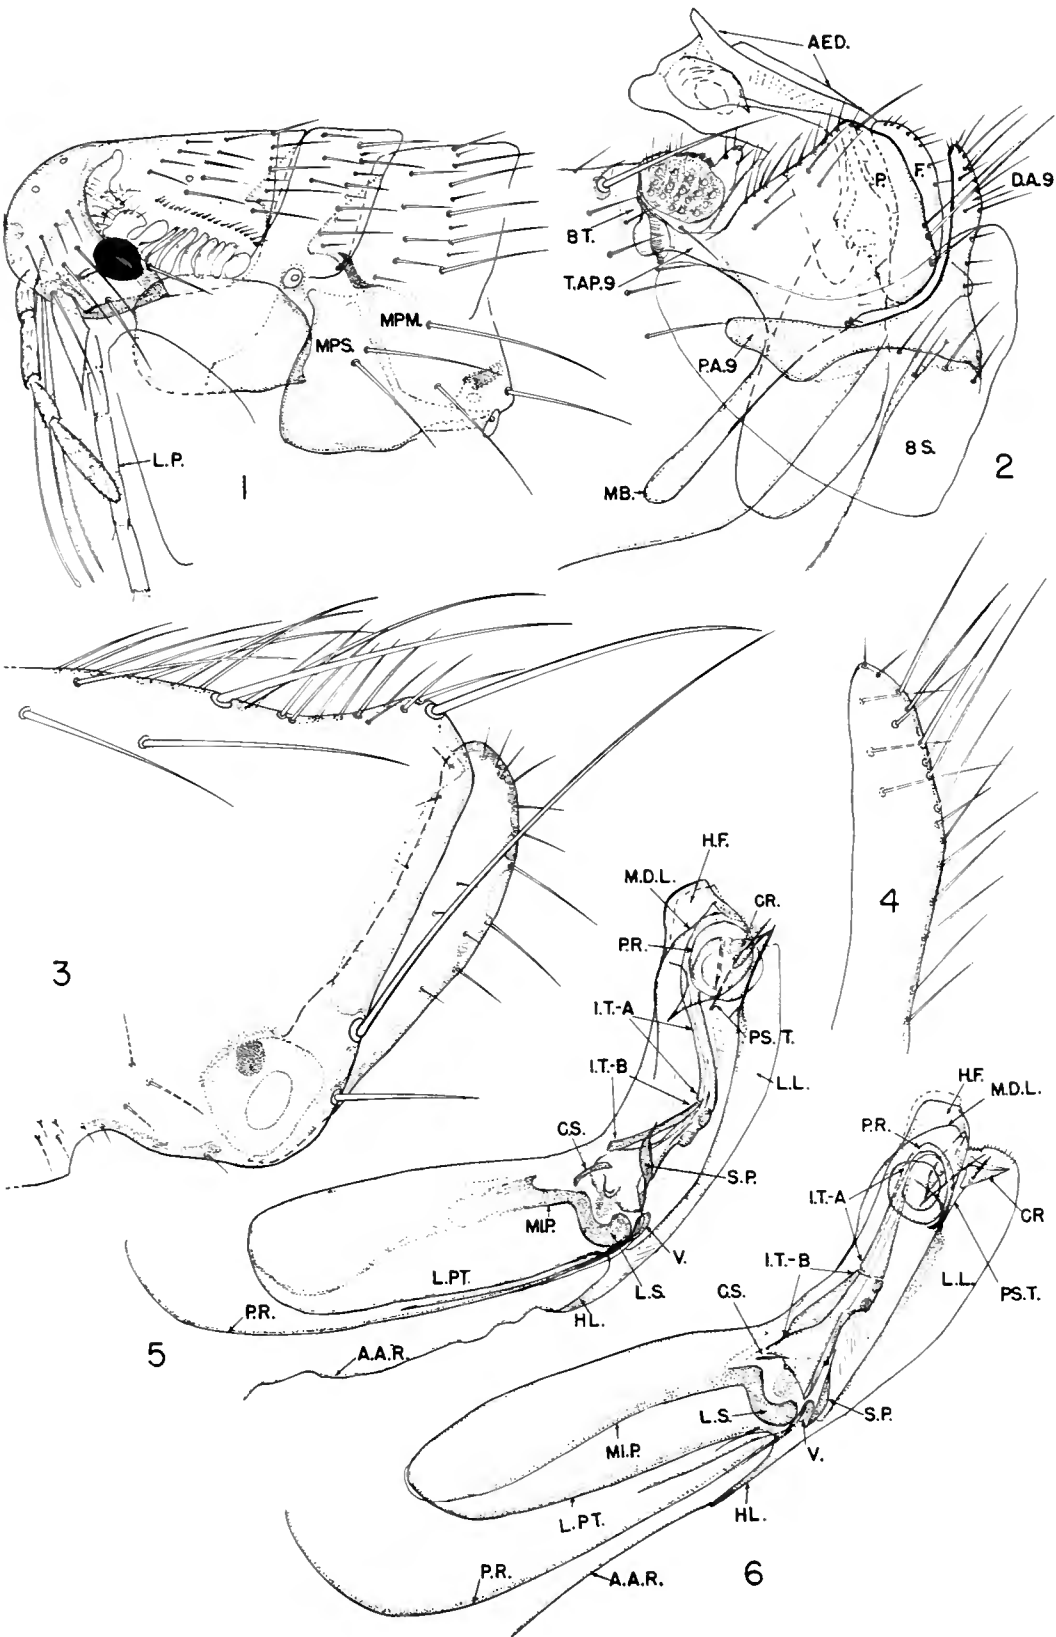 MPM.
MPS.
L.P.
1
AED.
P.
F.
D.A.9
8 T.
T.AP.9
P.A.9
8 S.
MB.
2
3
4
H.F.
M.D.L.
CR.
P.R.
I.T.-A
PS.T.
I.T.-B
L.L.
C.S.
S.P.
MI.P.
V.
L.PT.
L.S.
P.R.
HL.
A.A.R.
5
H.F.
M.D.L.
P.R.
I.T.-A
CR
I.T.-B
L.L.
PS.T.
C.S.
L.S.
S.P.
MI.P.
V.
L.PT.
HL.
P.R.
A.A.R.
6